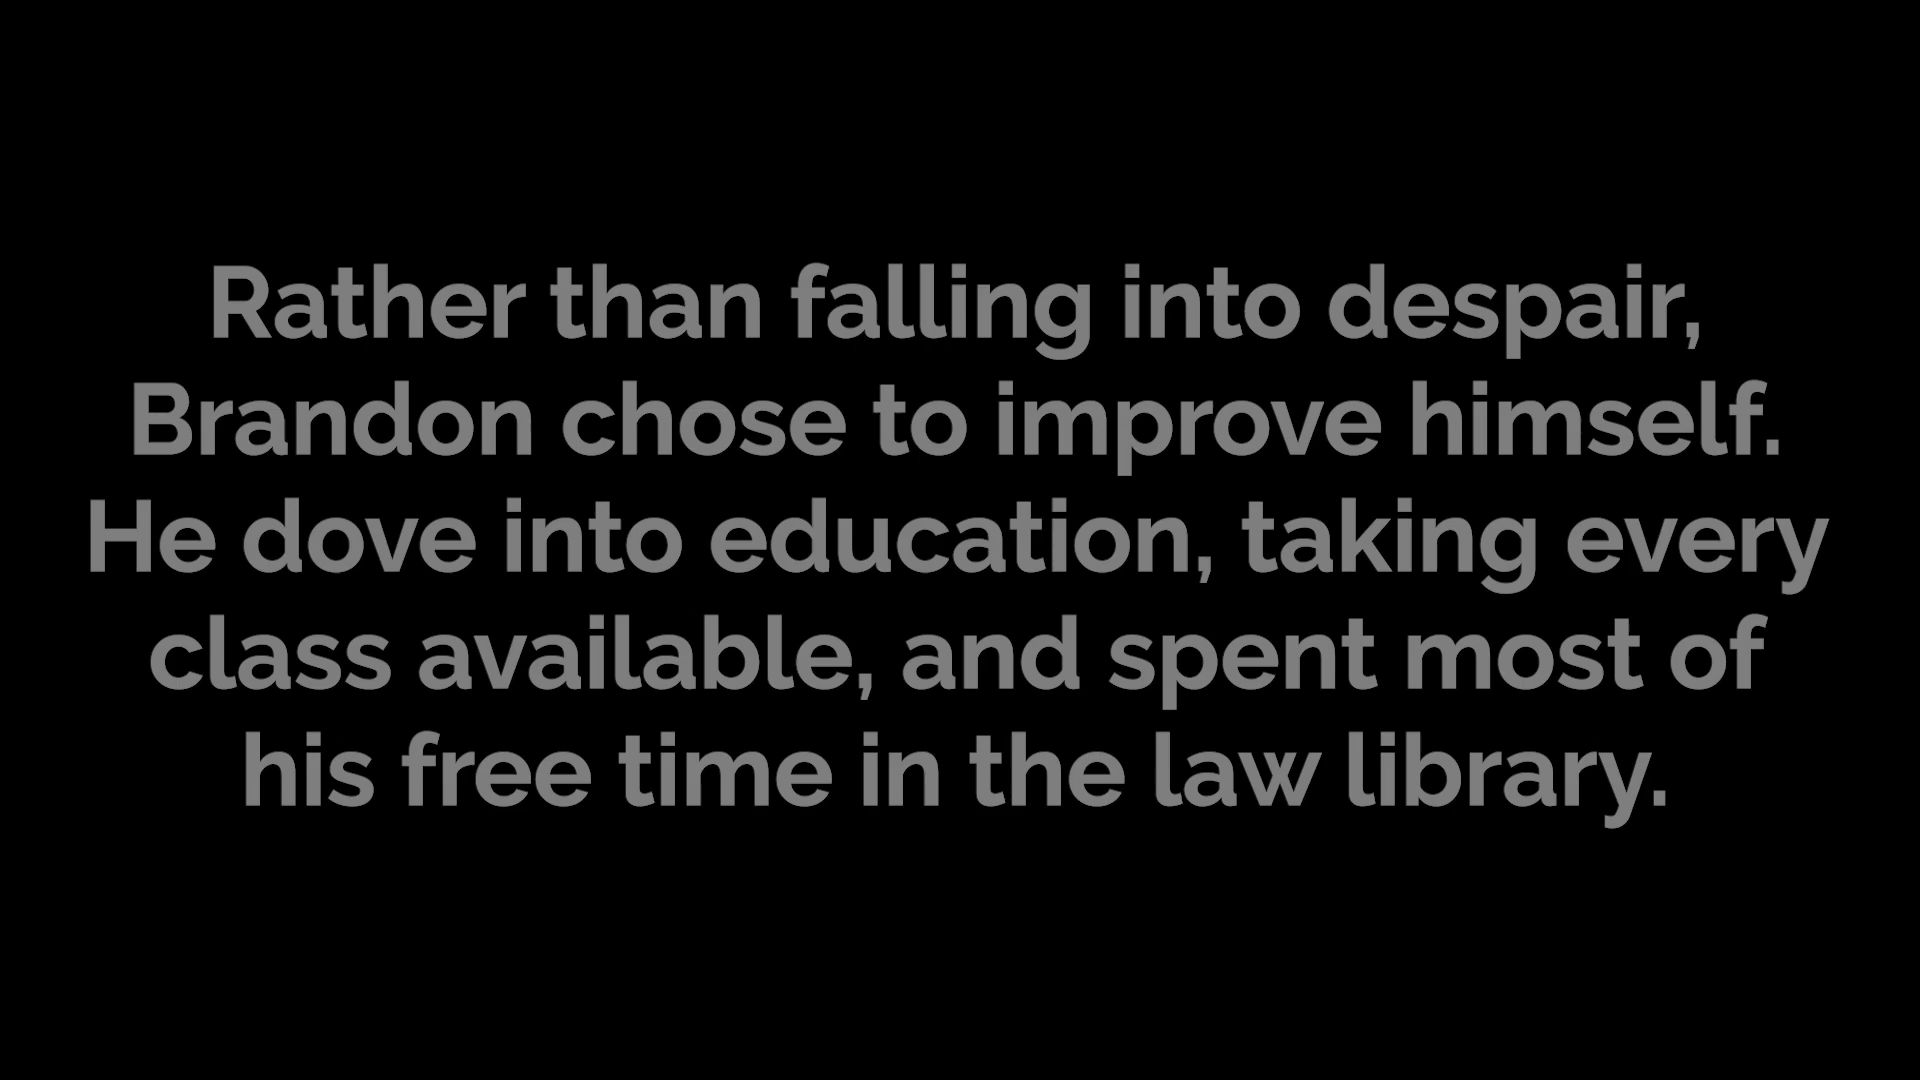 Rather than falling into despair,
Brandon chose to improve himself.
He dove into education, taking every
class available, and spent most of
his free time in the law library.